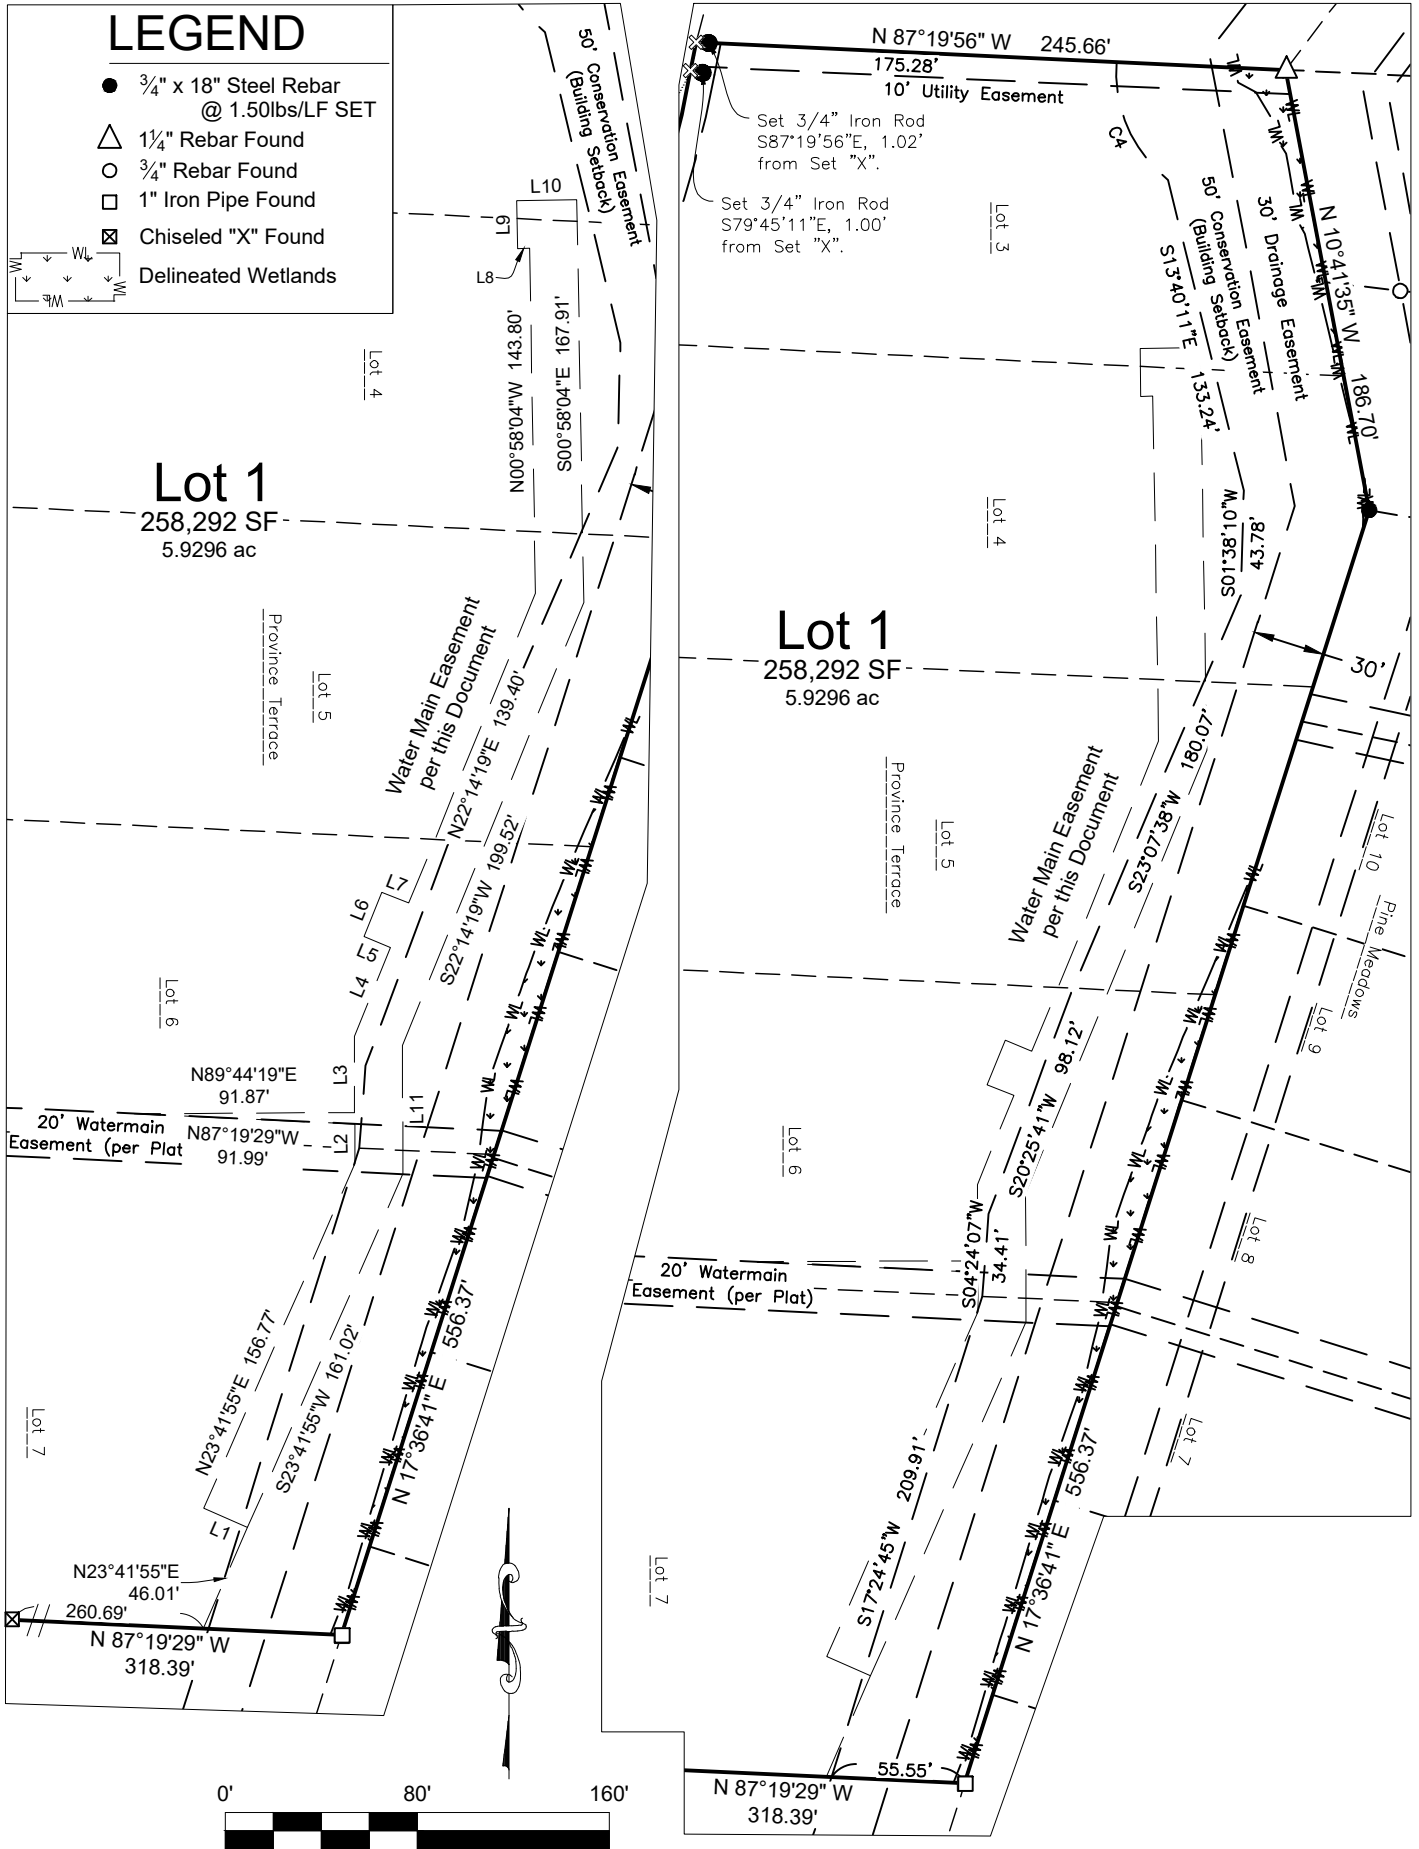 LEGEND
3/4" x 18" Steel Rebar
@ 1.50lbs/LF SET
1 1/4" Rebar Found
3/4" Rebar Found
1" Iron Pipe Found
Chiseled "X" Found
Delineated Wetlands
WL
WL
WL
WL
50' Conservation Easement
(Building Setback)
L10
L9
L8
N00°58'04"W 143.80'
S00°58'04"E 167.91'
Lot 4
Lot 1
258,292 SF
5.9296 ac
Province Terrace
Lot 5
Water Main Easement
per this Document
N22°14'19"E 139.40'
S22°14'19"W 199.52'
L7
L6
L5
L4
L3
Lot 6
N89°44'19"E
91.87'
20' Watermain
Easement (per Plat
N87°19'29"W
91.99'
L2
L11
N23°41'55"E 156.77'
S23°41'55"W 161.02'
556.37'
N 17°36'41" E
Lot 7
L1
N23°41'55"E
46.01'
260.69'
N 87°19'29" W
318.39'
0' 80' 160'
N 87°19'56" W 245.66'
175.28'
10' Utility Easement
Set 3/4" Iron Rod
S87°19'56"E, 1.02'
from Set "X".
Set 3/4" Iron Rod
S79°45'11"E, 1.00'
from Set "X".
C4
Lot 3
50' Conservation Easement
(Building Setback)
30' Drainage Easement
S13°40'11"E 133.24'
N 10°41'35" W 186.70'
Lot 4
S01°38'10"W
43.78'
Lot 1
258,292 SF
5.9296 ac
30'
Province Terrace
Lot 5
Water Main Easement
per this Document
S23°07'38"W 180.07'
Lot 10
Pine Meadows
Lot 9
S20°25'41"W 98.12'
Lot 6
S04°24'07"W
34.41'
Lot 8
20' Watermain
Easement (per Plat)
Lot 7
S17°24'45"W 209.91'
556.37'
N 17°36'41" E
Lot 7
55.55'
N 87°19'29" W
318.39'